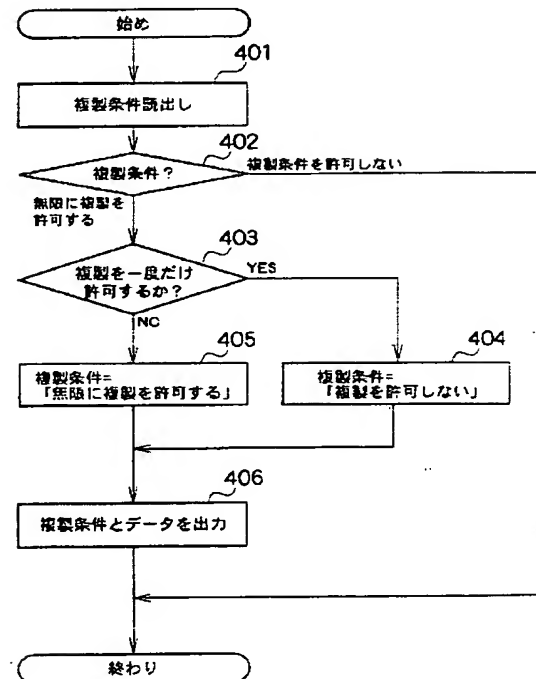 始め
401
複製条件読出し
402
複製条件？
複製条件を許可しない
無限に複製を
許可する
403
複製を一度だけ
許可するか？
YES
NC
405
404
複製条件=
「無限に複製を許可する」
複製条件=
「複製を許可しない」
406
複製条件とデータを出力
終わり